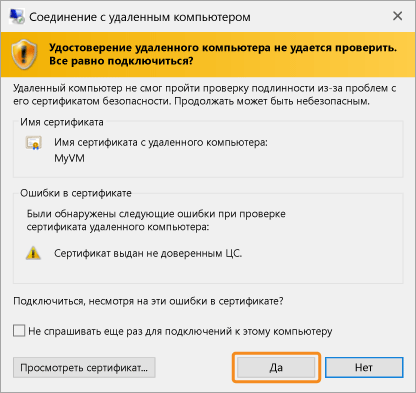 Соединение с удаленным компьютером
Удостоверение удаленного компьютера не удается проверить.
Все равно подключиться?
Удаленный компьютер не смог пройти проверку подлинности из-за проблем с
его сертификатом безопасности. Продолжать может быть небезопасным.
Имя сертификата
Имя сертификата с удаленного компьютера:
MyVM
Ошибки в сертификате
Были обнаружены следующие ошибки при проверке
сертификата удаленного компьютера:
Сертификат выдан не доверенным ЦС.
Подключиться, несмотря на эти ошибки в сертификате?
Не спрашивать еще раз для подключений к этому компьютеру
Просмотреть сертификат...
Да
Нет